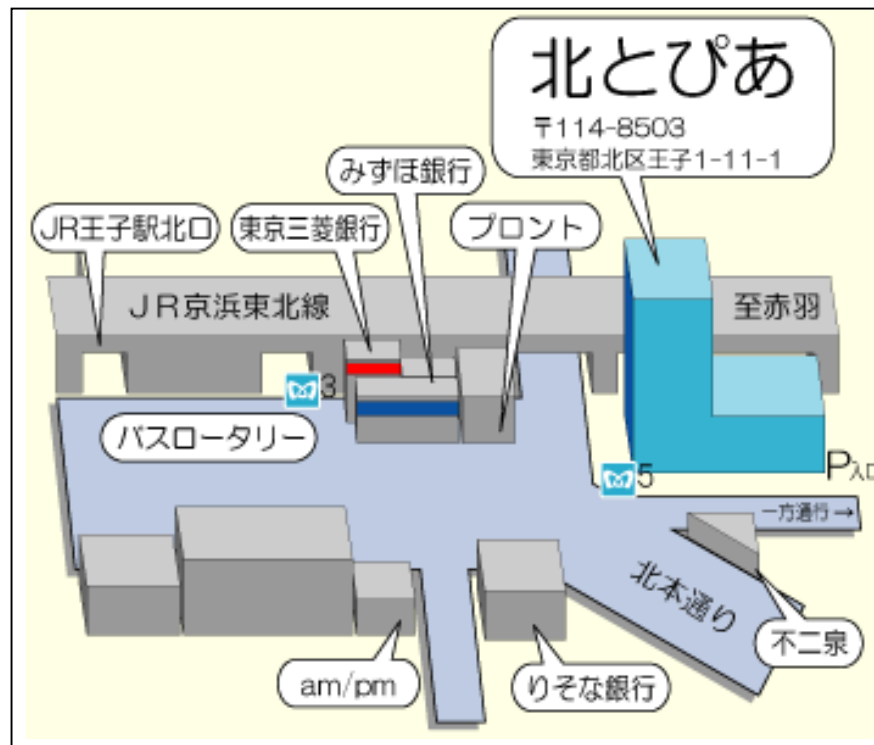 北とぴあ
〒114-8503
東京都北区王子1-11-1
みずほ銀行
JR王子駅北口
東京三菱銀行
プロント
JR京浜東北線
至赤羽
3
バスロータリー
5
P入口
一方通行→
北本通り
不二泉
am/pm
りそな銀行